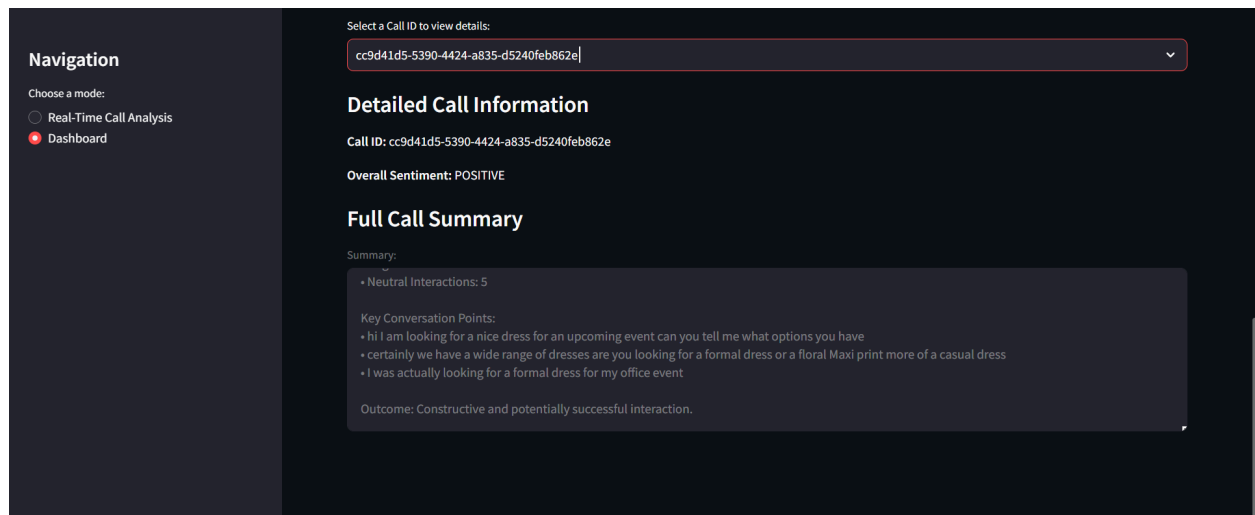 Navigation
Choose a mode:
Real-Time Call Analysis
Dashboard
Select a Call ID to view details:
cc9d41d5-5390-4424-a835-d5240feb862e
Detailed Call Information
Call ID: cc9d41d5-5390-4424-a835-d5240feb862e
Overall Sentiment: POSITIVE
Full Call Summary
Summary:
• Neutral Interactions: 5
Key Conversation Points:
• hi I am looking for a nice dress for an upcoming event can you tell me what options you have
• certainly we have a wide range of dresses are you looking for a formal dress or a floral Maxi print more of a casual dress
• I was actually looking for a formal dress for my office event
Outcome: Constructive and potentially successful interaction.